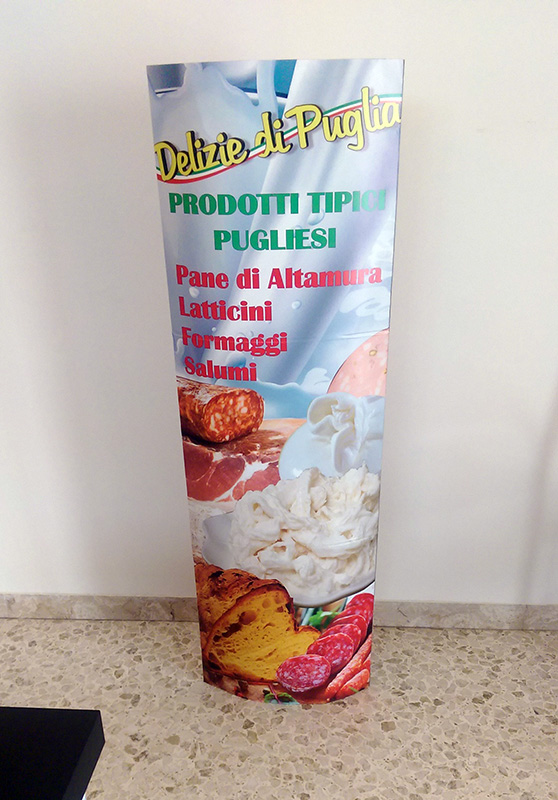 Delizie di Puglia
PRODOTTI TIPICI
PUGLIESI
Pane di Altamura
Latticini
Formaggi
Salumi